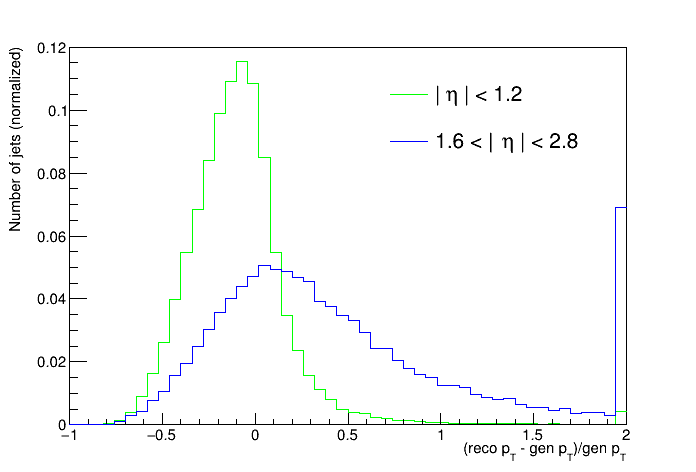 Number of jets (normalized)
0.12
0.1
0.08
0.06
0.04
0.02
0
| η | < 1.2
1.6 < | η | < 2.8
−1 −0.5 0 0.5 1 1.5 2
(reco p_T - gen p_T)/gen p_T